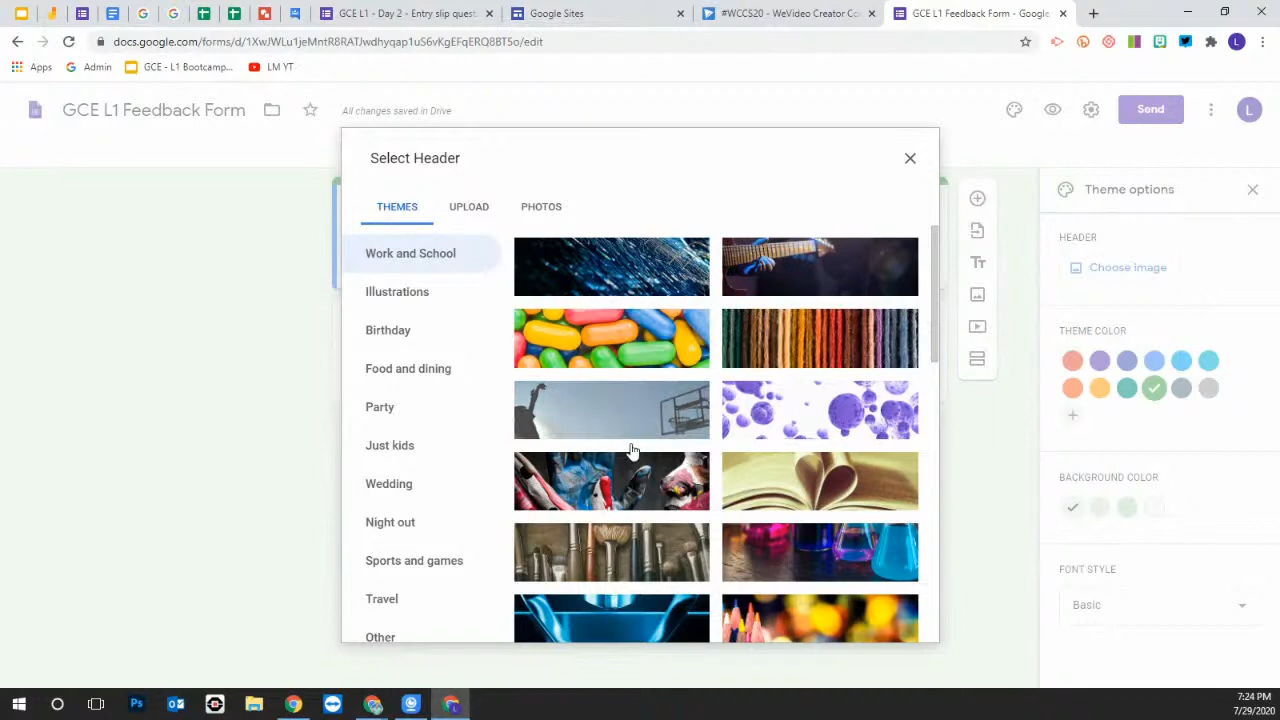 GCE L1 - Day 2 - Entry slip quest
Google Sites
#WCCS20 - WeVideo Creator Co
GCE L1 Feedback Form - Google
docs.google.com/forms/d/1XwJWLu1jeMntR8RATJwdhyqap1uS6vKgEFqERQ8BT5o/edit
Apps
Admin
GCE - L1 Bootcamp...
LM YT
GCE L1 Feedback Form
All changes saved in Drive
Send
L
Select Header
Theme options
THEMES
UPLOAD
PHOTOS
HEADER
Work and School
Choose image
Illustrations
Birthday
THEME COLOR
Food and dining
Party
Just kids
Wedding
BACKGROUND COLOR
Night out
Sports and games
FONT STYLE
Travel
Basic
Other
7:24 PM
7/29/2020